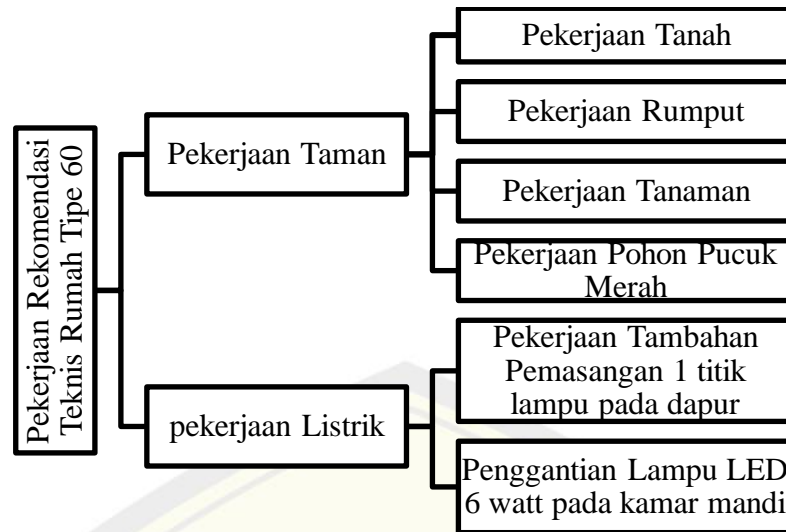 Pekerjaan Rekomendasi
Teknis Rumah Tipe 60
Pekerjaan Taman
Pekerjaan Tanah
Pekerjaan Rumput
Pekerjaan Tanaman
Pekerjaan Pohon Pucuk
Merah
pekerjaan Listrik
Pekerjaan Tambahan
Pemasangan 1 titik
lampu pada dapur
Penggantian Lampu LED
6 watt pada kamar mandi